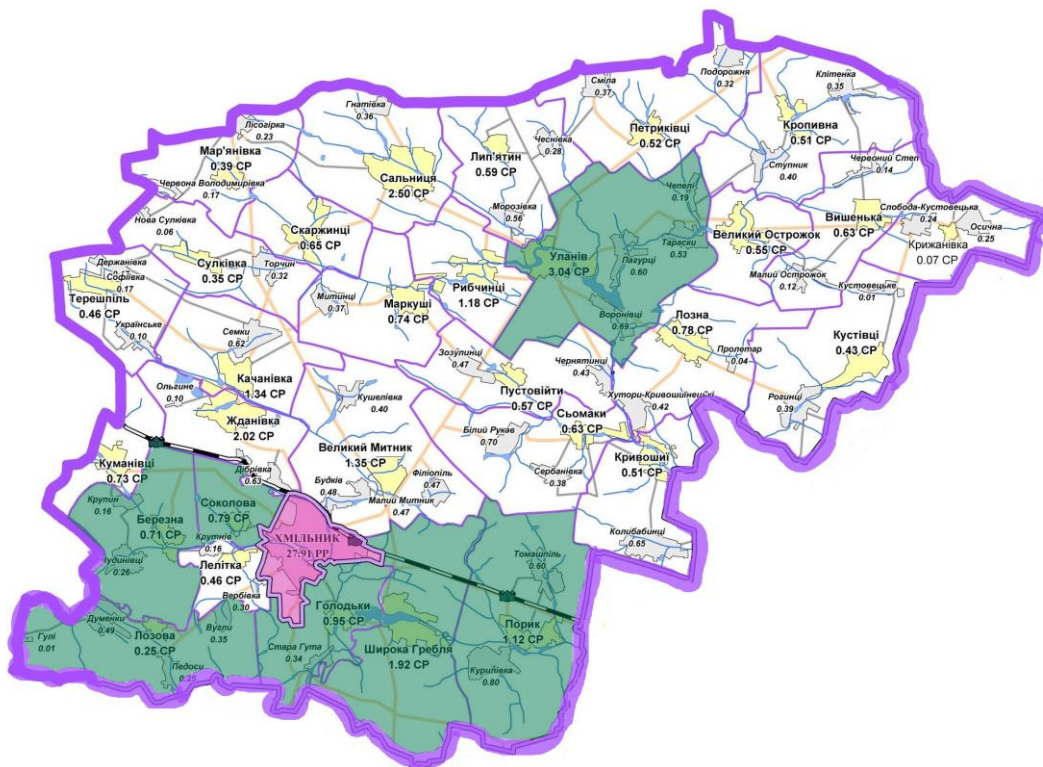 Подорожня
0.32
Клітенка
0.35
Сміла
0.37
Гнатівка
0.36
Кропивна
0.51 СР
Петриківці
0.52 СР
Лісогірка
0.23
Чеснівка
0.28
Мар'янівка
0.39 СР
Лип'ятин
0.59 СР
Ступник
0.40
Червоний Степ
0.14
Сальниця
2.50 СР
Червона Володимирівка
0.17
Чепелі
0.19
Морозівка
0.56
Слобода-Кустовецька
0.24
Вишенька
0.63 СР
Осична
0.25
Нова Сулківка
0.06
Скаржинці
0.65 СР
Великий Острожок
0.55 СР
Крижанівка
0.07 СР
Тараски
0.53
Уланів
3.04 СР
Пагурці
0.60
Державка
Софіївка
0.17
Сулківка
0.35 СР
Торчин
0.32
Малий Острожок
0.12
Рибчинці
1.18 СР
Кустовецьке
0.01
Терешпіль
0.46 СР
Митинці
0.37
Маркуші
0.74 СР
Воронівці
0.69
Українське
0.10
Семки
0.62
Лозна
0.78 СР
Кустівці
0.43 СР
Пролетар
0.04
Зозулинці
0.47
Чернятинці
0.43
Качанівка
1.34 СР
Ольгине
0.10
Кушелівка
0.40
Пустовійти
0.57 СР
Хутори-Кривошиїнецькі
0.42
Рогинці
0.39
Жданівка
2.02 СР
Сьомаки
0.63 СР
Білий Рукав
0.70
Великий Митник
1.35 СР
Кривошиї
0.51 СР
Куманівці
0.73 СР
Дібрівка
0.63
Будків
0.48
Філіопіль
0.47
Сербанівка
0.38
Малий Митник
0.47
Крупин
0.16
Соколова
0.79 СР
Березна
0.71 СР
Колибабинці
0.65
ХМІЛЬНИК
27.91 РР
Крутнів
0.16
Томашпіль
0.60
Чудинівці
0.26
Лелітка
0.46 СР
Вербівка
0.30
Голодьки
0.95 СР
Думенки
0.49
Вугли
0.35
Порик
1.12 СР
Гулі
0.01
Лозова
0.25 СР
Стара Гута
0.34
Широка Гребля
1.92 СР
Педоси
Курилівка
0.80